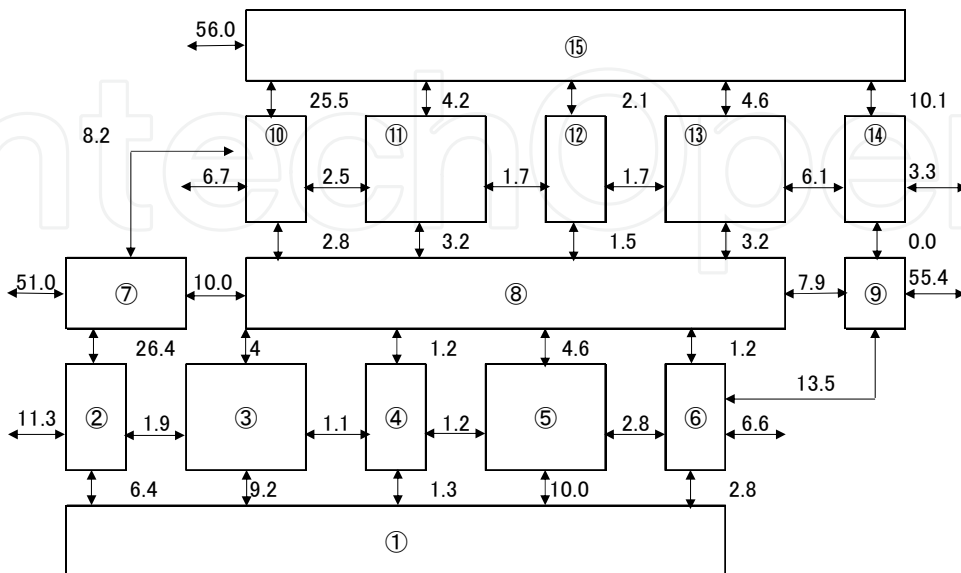 56.0 ⑮
25.5 4.2 2.1 4.6 10.1
8.2 ⑩ ⑪ ⑫ ⑬ ⑭
6.7 2.5 1.7 1.7 6.1 3.3
2.8 3.2 1.5 3.2 0.0
51.0 ⑦ 10.0 ⑧ 7.9 ⑨ 55.4
26.4 4 1.2 4.6 1.2
13.5
11.3 ② 1.9 ③ 1.1 ④ 1.2 ⑤ 2.8 ⑥ 6.6
6.4 9.2 1.3 10.0 2.8
①
ntechOpen